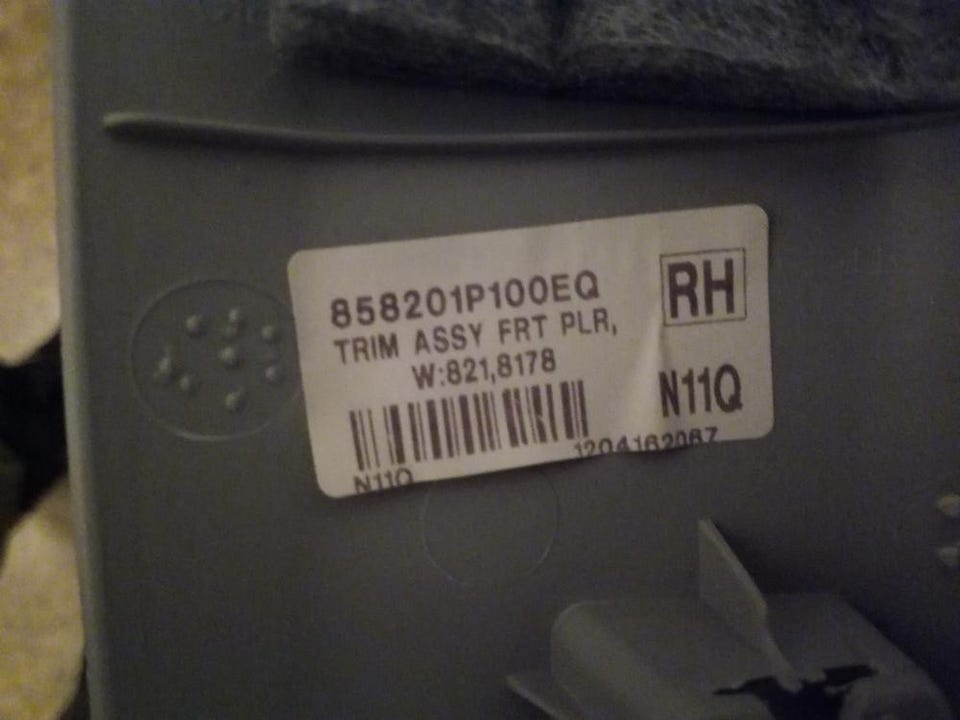 858201P100EQ
RH
TRIM ASSY FRT PLR,
W:821,8178
N11Q
1204162067
N11Q